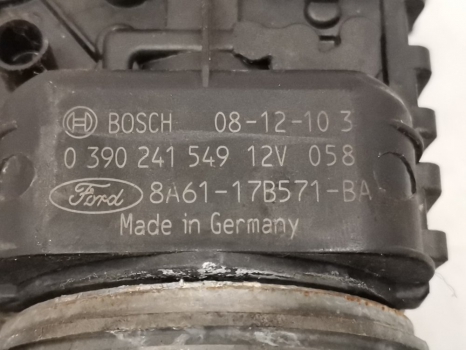 BOSCH 08-12-10 3
0 390 241 549 12V 058
Ford 8A61-17B571-BA
Made in Germany